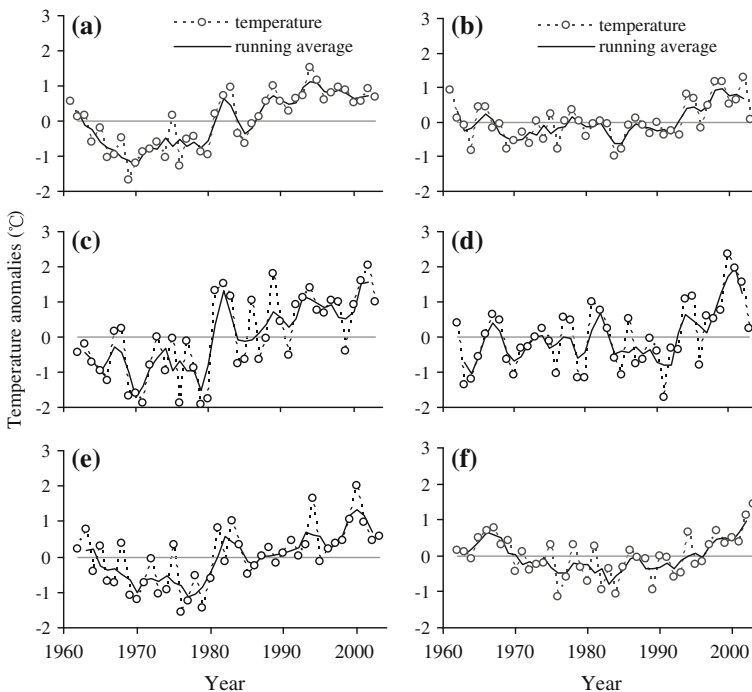 (a) temperature
running average
3
2
1
0
-1
-2
(b) temperature
running average
3
2
1
0
-1
-2
Temperature anomalies (℃)
(c)
3
2
1
0
-1
-2
(d)
3
2
1
0
-1
-2
(e)
3
2
1
0
-1
-2
1960 1970 1980 1990 2000
Year
(f)
3
2
1
0
-1
-2
1960 1970 1980 1990 2000
Year